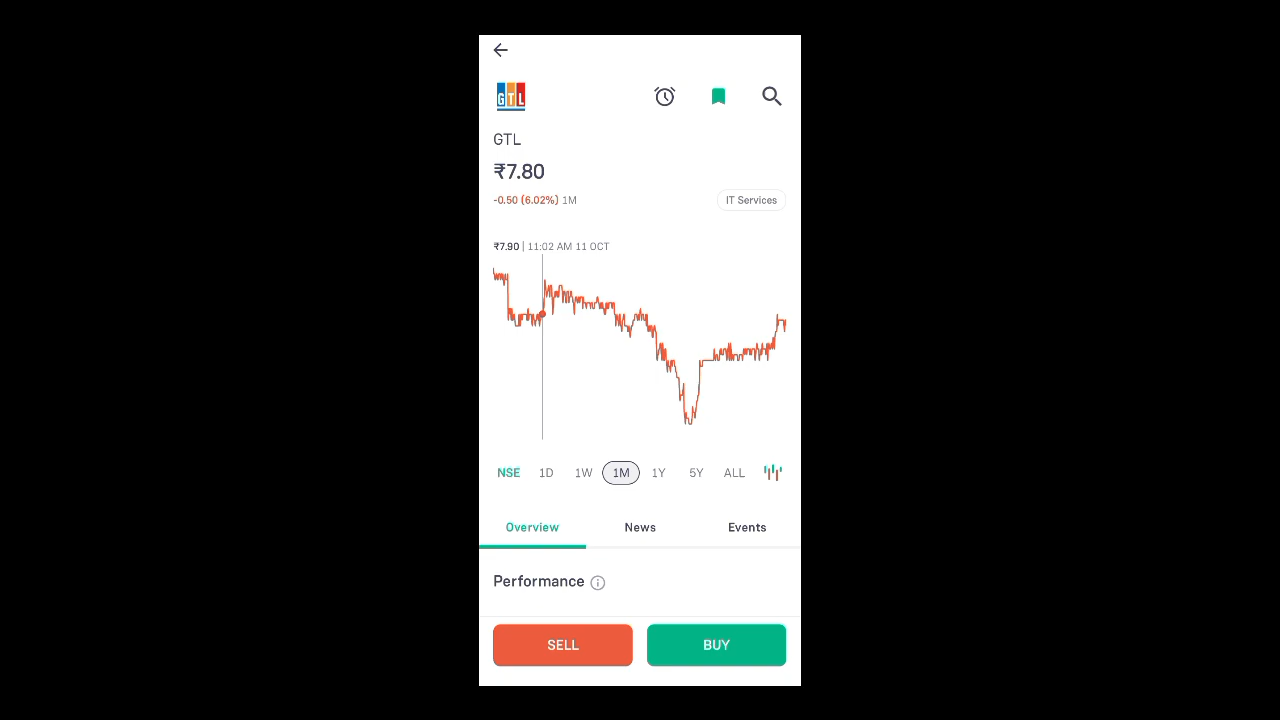 GTL
GTL
₹7.80
-0.50 (6.02%) 1M
IT Services
₹7.90 | 11:02 AM 11 OCT
NSE 1D 1W 1M 1Y 5Y ALL
Overview News Events
Performance
SELL BUY